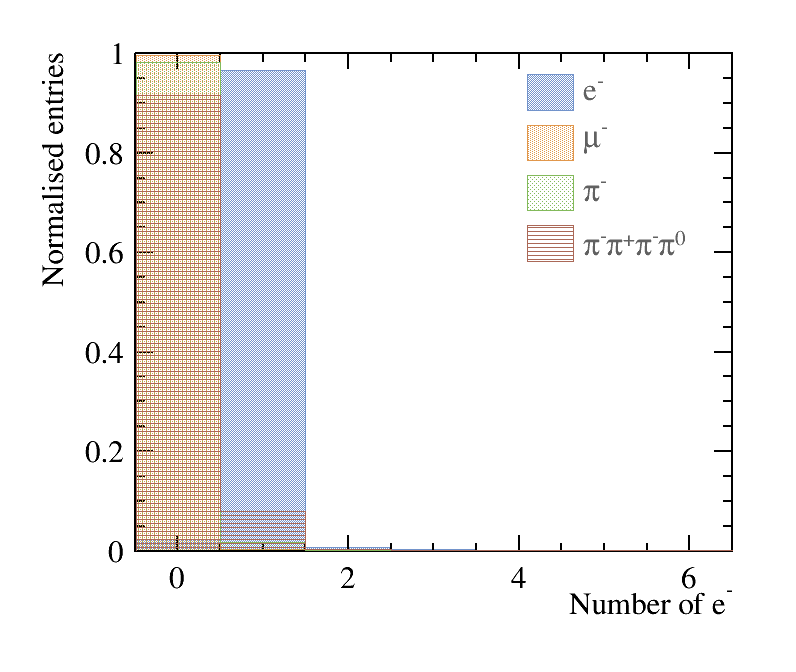 Normalised entries
1
0.8
0.6
0.4
0.2
0
0 2 4 6
Number of e⁻
e⁻
μ⁻
π⁻
π⁻π⁺π⁻π⁰